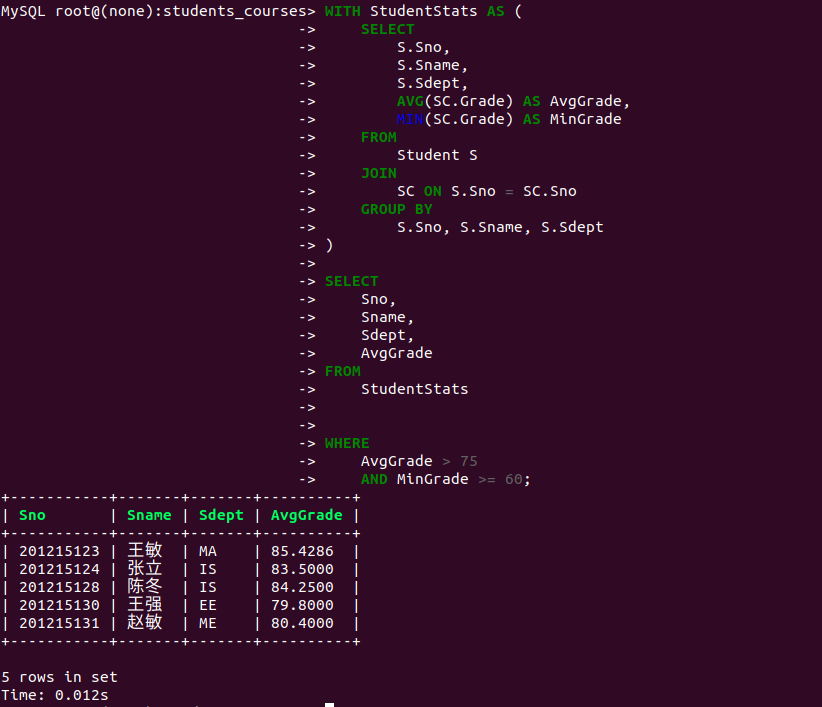 MySQL root@(none):students_courses> WITH StudentStats AS (
->     SELECT
->         S.Sno,
->         S.Sname,
->         S.Sdept,
->         AVG(SC.Grade) AS AvgGrade,
->         MIN(SC.Grade) AS MinGrade
->     FROM
->         Student S
->     JOIN
->         SC ON S.Sno = SC.Sno
->     GROUP BY
->         S.Sno, S.Sname, S.Sdept
-> )
->
-> SELECT
->     Sno,
->     Sname,
->     Sdept,
->     AvgGrade
-> FROM
->     StudentStats
->
->
-> WHERE
->     AvgGrade > 75
->     AND MinGrade >= 60;
+-----------+-------+-------+----------+
| Sno       | Sname | Sdept | AvgGrade |
+-----------+-------+-------+----------+
| 201215123 | 王敏 | MA | 85.4286 |
| 201215124 | 张立 | IS | 83.5000 |
| 201215128 | 陈冬 | IS | 84.2500 |
| 201215130 | 王强 | EE | 79.8000 |
| 201215131 | 赵敏 | ME | 80.4000 |
+-----------+-------+-------+----------+
5 rows in set
Time: 0.012s